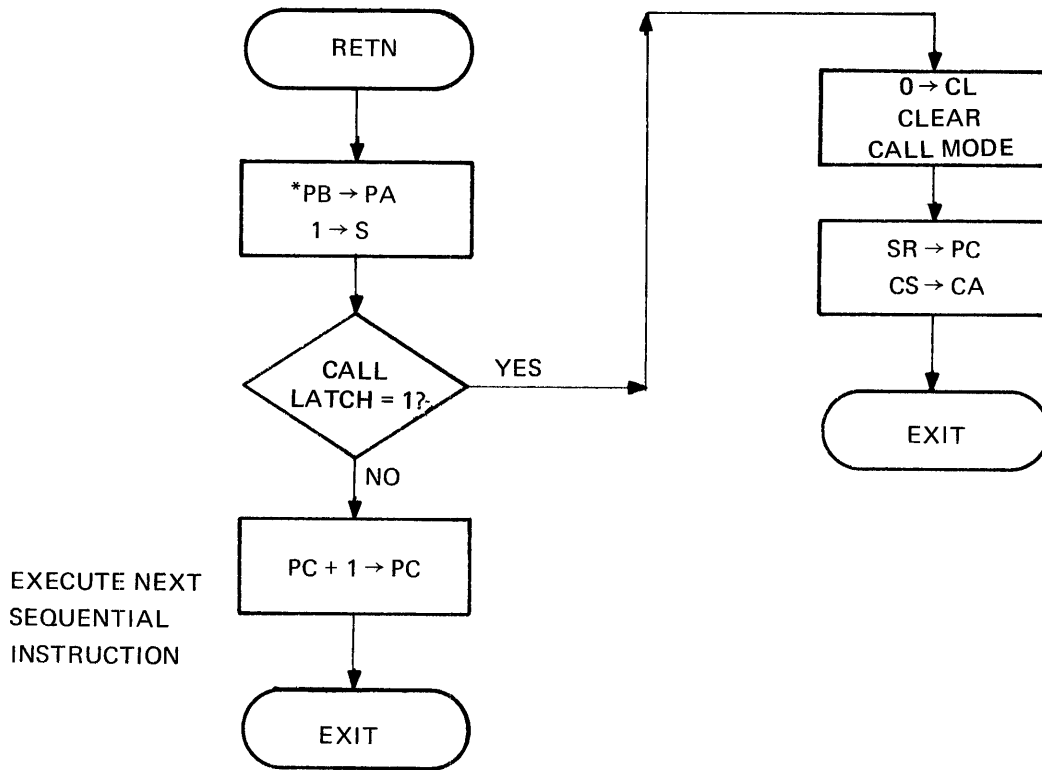 RETN
*PB → PA
1 → S
CALL
LATCH = 1?
YES
NO
PC + 1 → PC
EXECUTE NEXT
SEQUENTIAL
INSTRUCTION
EXIT
0 → CL
CLEAR
CALL MODE
SR → PC
CS → CA
EXIT